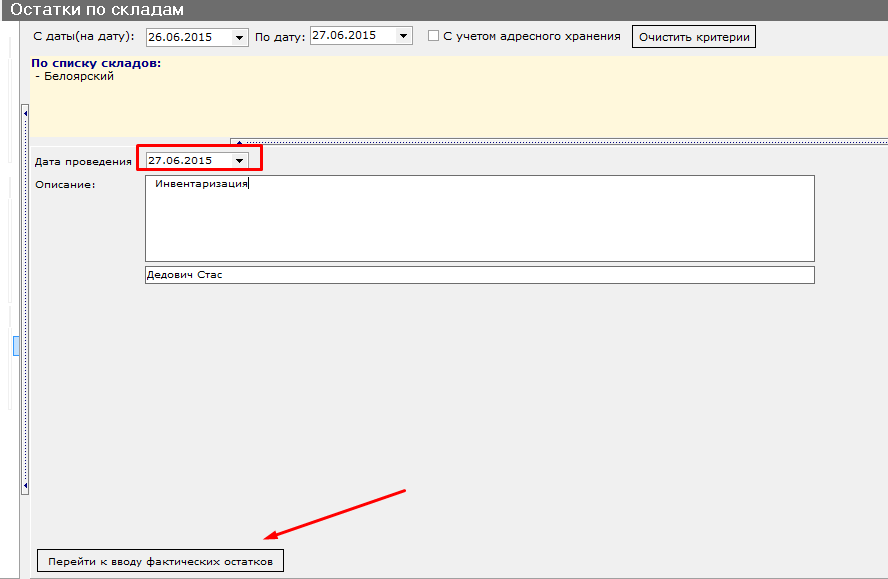 Остатки по складам
С даты(на дату): 26.06.2015 По дату: 27.06.2015 С учетом адресного хранения Очистить критерии
По списку складов:
- Белоярский
Дата проведения 27.06.2015
Описание: Инвентаризация
Дедович Стас
Перейти к вводу фактических остатков